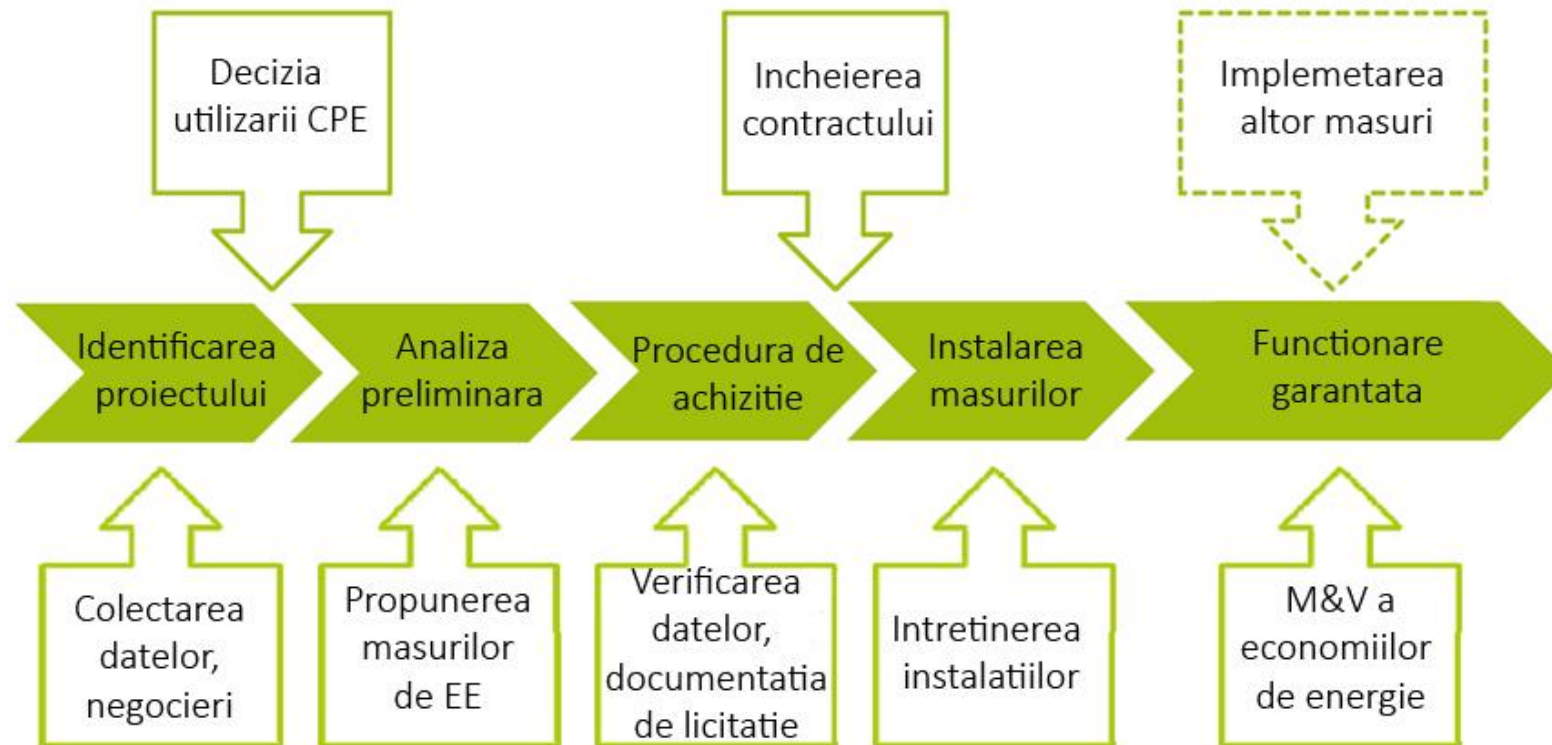 Decizia
utilizarii CPE
Incheierea
contractului
Implemetarea
altor masuri
Identificarea
proiectului
Analiza
preliminara
Procedura de
achizitie
Instalarea
masurilor
Functionare
garantata
Colectarea
datelor,
negocieri
Propunerea
masurilor
de EE
Verificarea
datelor,
documentatia
de licitatie
Intretinerea
instalatiilor
M&V a
economiilor
de energie